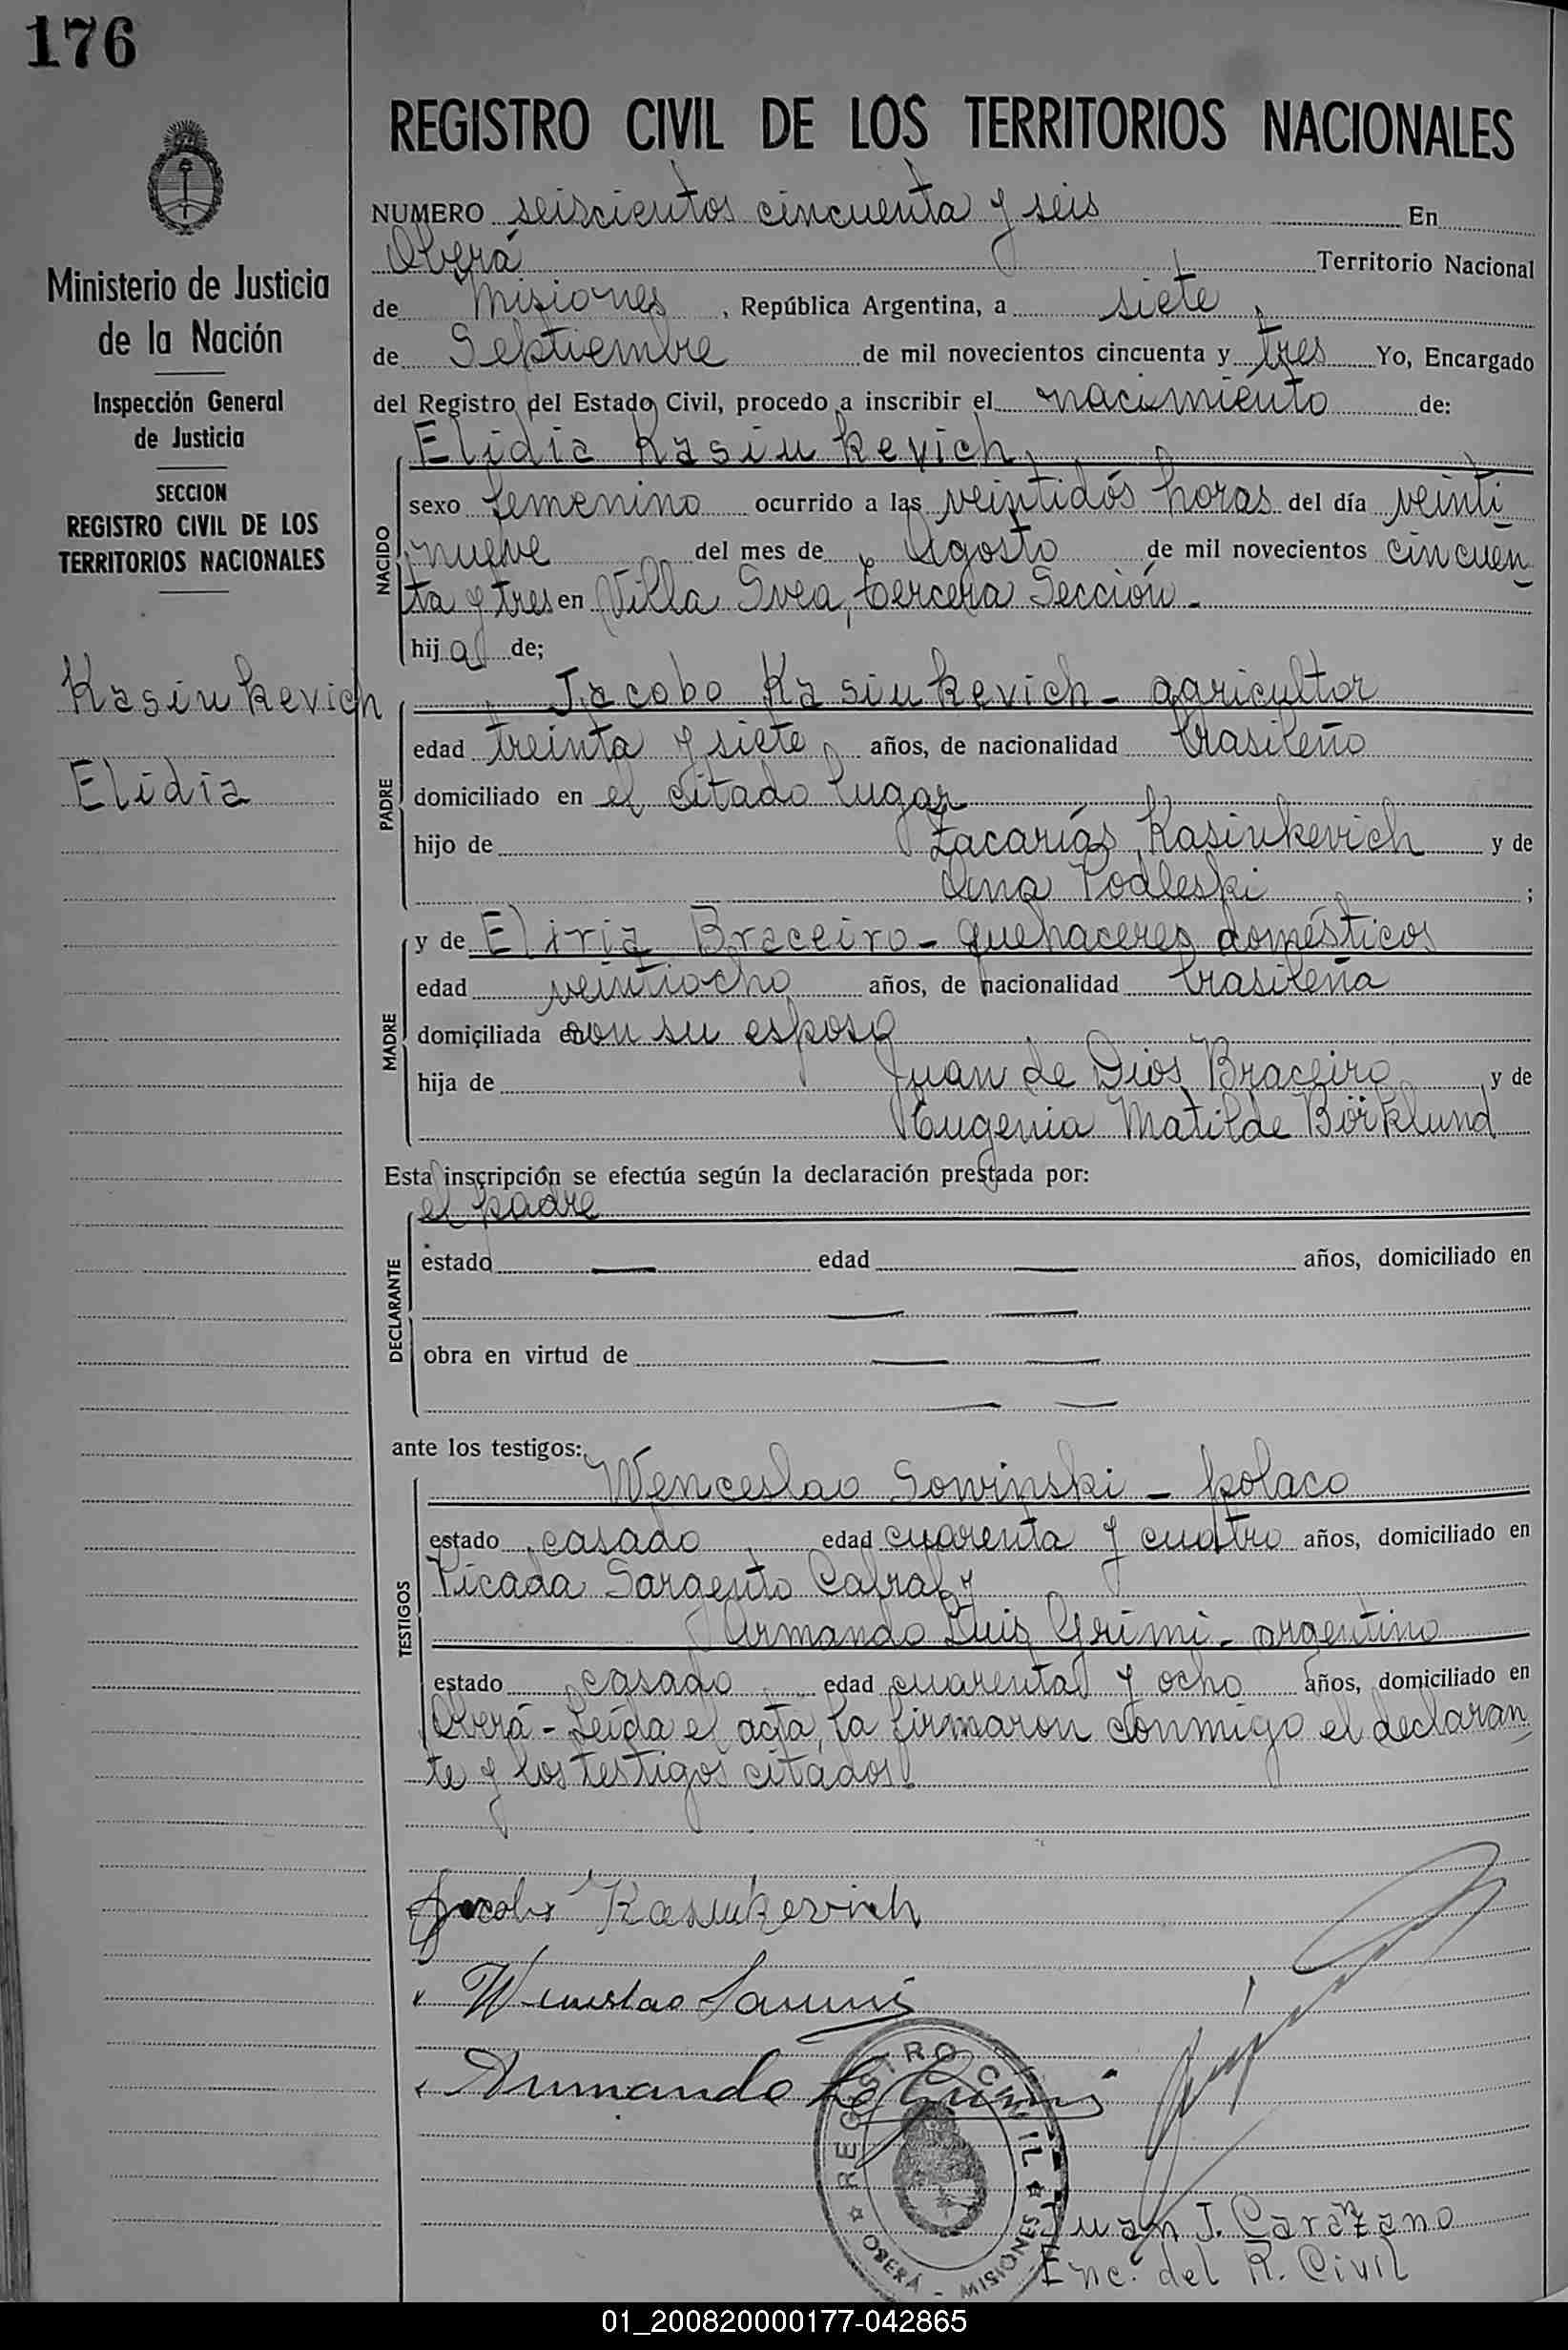 176
REGISTRO CIVIL DE LOS TERRITORIOS NACIONALES
Ministerio de Justicia
de la Nación
Inspección General
de Justicia
SECCION
REGISTRO CIVIL DE LOS
TERRITORIOS NACIONALES
Kasiukevich
Elidia
NUMERO seiscientos cincuenta y seis En
Oberá Territorio Nacional
de Misiones, República Argentina, a siete
de Septiembre de mil novecientos cincuenta y tres Yo, Encargado
del Registro del Estado Civil, procedo a inscribir el nacimiento de:
Elidia Kasiukevich
NACIDO
sexo femenino ocurrido a las veintidós horas del día veinti
nueve del mes de Agosto de mil novecientos cincuen
ta y tres en Villa Svea, tercera Sección-
hija de;
Jacobo Kasiukevich - agricultor
PADRE
edad treinta y siete años, de nacionalidad brasileño
domiciliado en el citado lugar
hijo de Zacarías Kasiukevich y de
Ana Podleski ;
y de Eliria Braceiro - quehaceres domésticos
MADRE
edad veintiocho años, de nacionalidad brasileña
domiciliada con su esposo
hija de Juan de Dios Braceiro y de
Eugenia Matilde Börklund
Esta inscripción se efectúa según la declaración prestada por:
el padre
DECLARANTE
estado — edad — años, domiciliado en
— —
obra en virtud de — —
— —
ante los testigos:
Wenceslao Sowinski - polaco
TESTIGOS
estado casado edad cuarenta y cuatro años, domiciliado en
Picada Sargento Cabral y
Armando Luis Grimi - argentino
estado casado edad cuarenta y ocho años, domiciliado en
Oberá - Leída el acta, la firmaron conmigo el declaran
te y los testigos citados.
Jacobo Kasiukevich
Wenceslao
Armando L. Grimi
REGISTRO CIVIL
OBERÁ - MISIONES
Juan J. Caranzano
Enc. del R. Civil
01_200820000177-042865